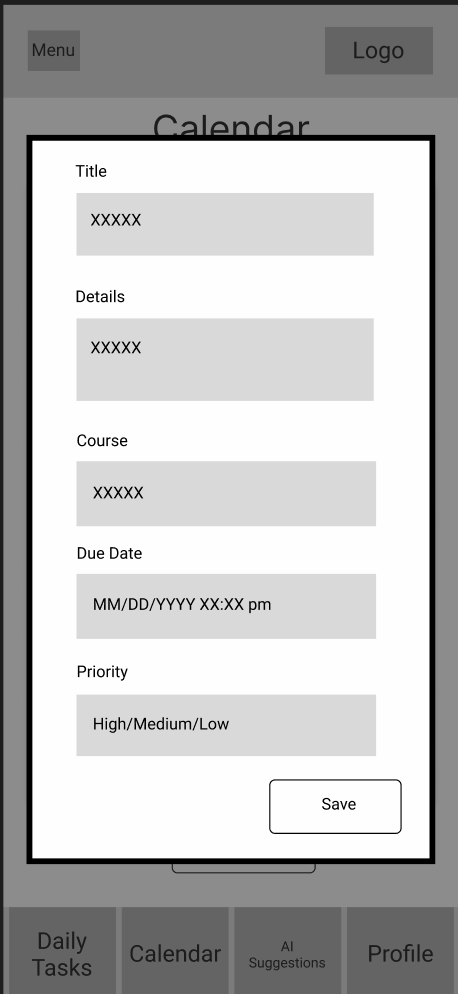 Menu
Logo
Calendar
Title
XXXXX
Details
XXXXX
Course
XXXXX
Due Date
MM/DD/YYYY XX:XX pm
Priority
High/Medium/Low
Save
Daily
Tasks
Calendar
AI
Suggestions
Profile